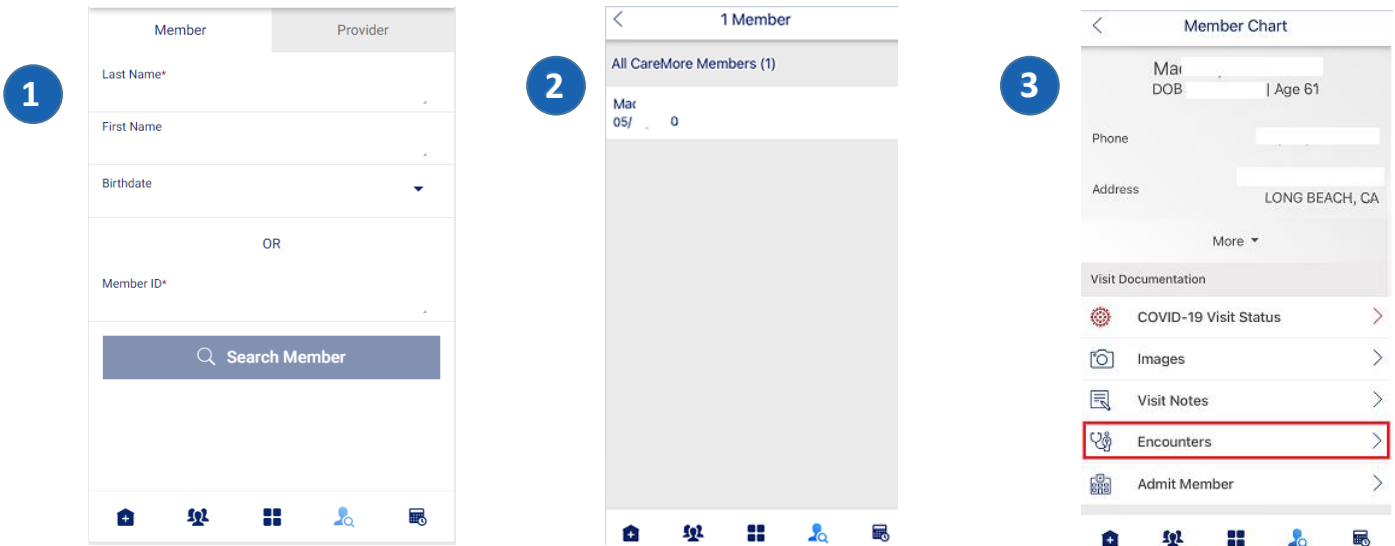 1
Member Provider
Last Name*
First Name
Birthdate
OR
Member ID*
Search Member
2
1 Member
All CareMore Members (1)
05/ 0
3
Member Chart
DOB | Age 61
Phone
Address
LONG BEACH, CA
More
Visit Documentation
COVID-19 Visit Status
Images
Visit Notes
Encounters
Admit Member